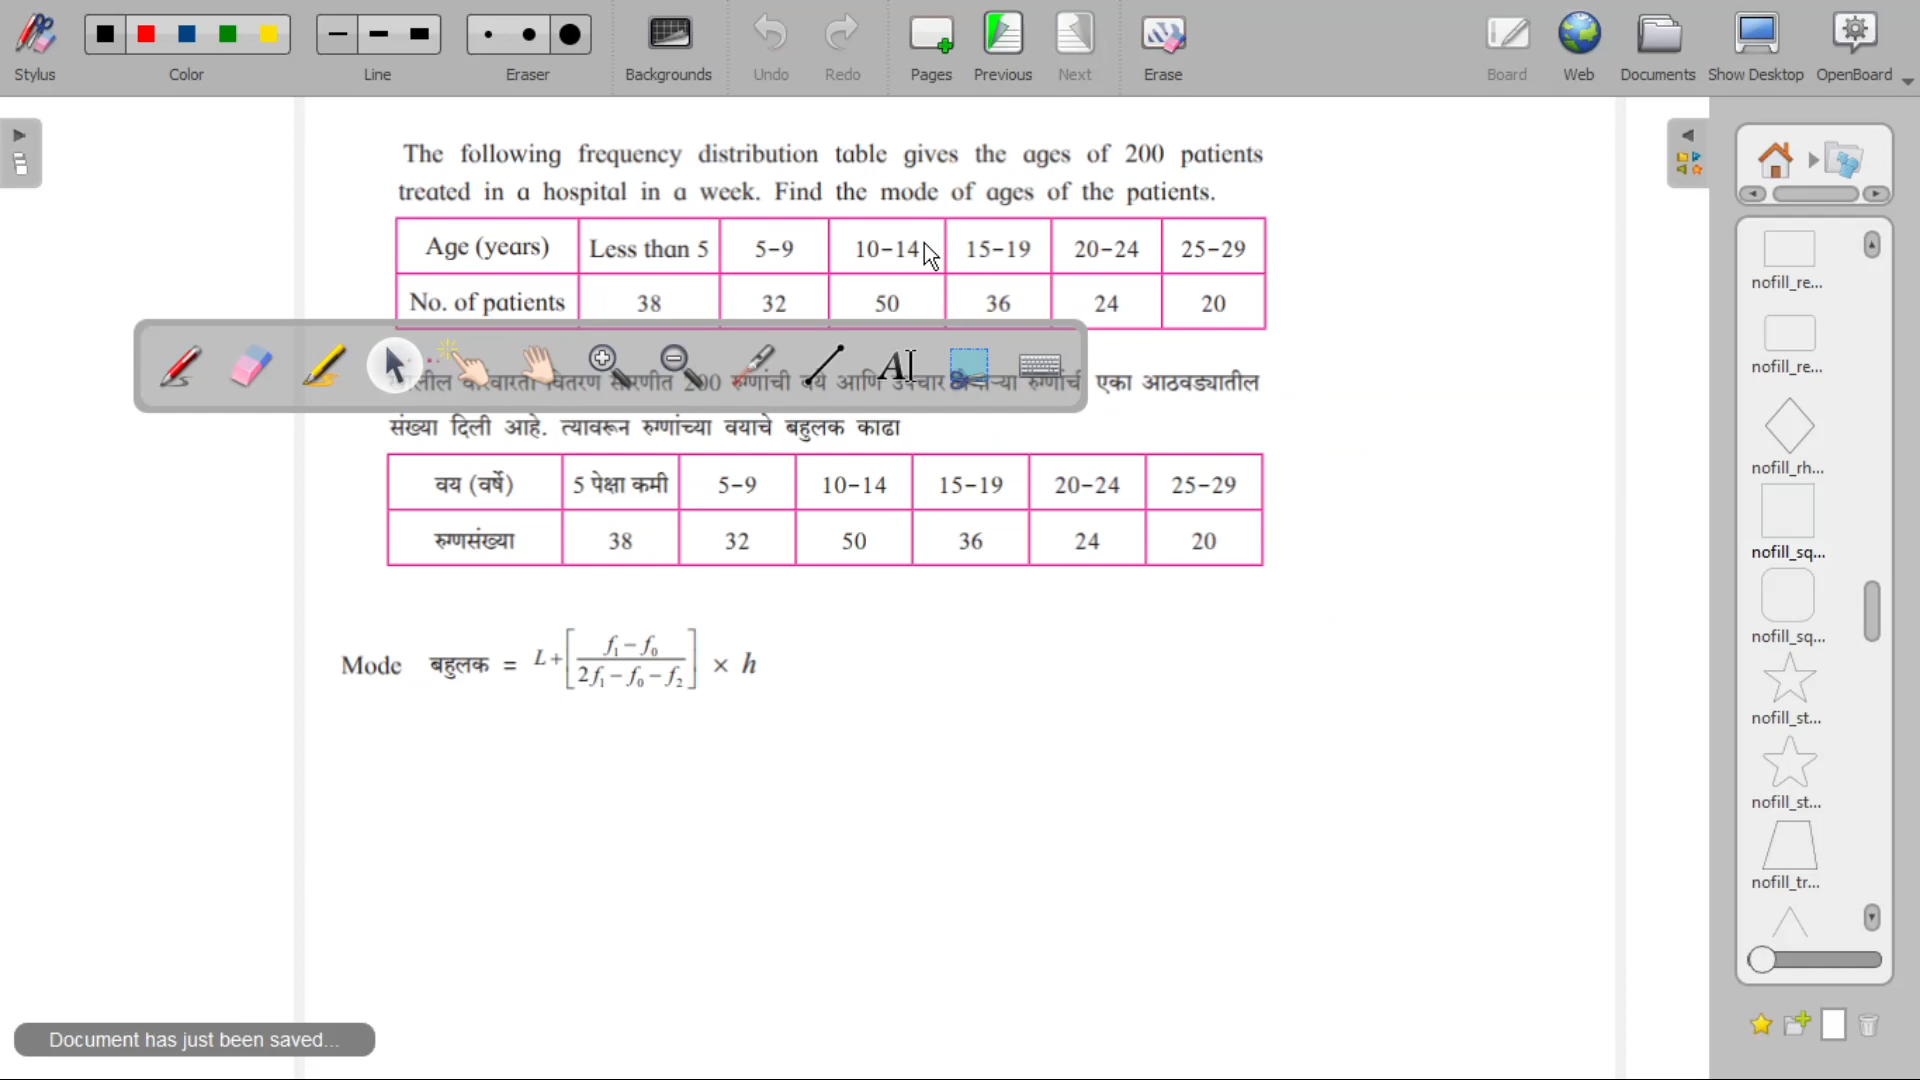 Stylus Color Line Eraser Backgrounds Undo Redo Pages Previous Next Erase Board Web Documents Show Desktop OpenBoard
The following frequency distribution table gives the ages of 200 patients
treated in a hospital in a week. Find the mode of ages of the patients.
Age (years) Less than 5 5-9 10-14 15-19 20-24 25-29
No. of patients 38 32 50 36 24 20
वितरण सारणीत 200 रुग्णांची वय आणि एका आठवड्यातील
संख्या दिली आहे. त्यावरून रुग्णांच्या वयाचे बहुलक काढा
वय (वर्षे) 5 पेक्षा कमी 5-9 10-14 15-19 20-24 25-29
रुग्णसंख्या 38 32 50 36 24 20
Mode बहुलक = L+[f₁-f₀ / 2f₁-f₀-f₂] × h
nofill_re...
nofill_re...
nofill_rh...
nofill_sq...
nofill_sq...
nofill_st...
nofill_st...
nofill_tr...
Document has just been saved...